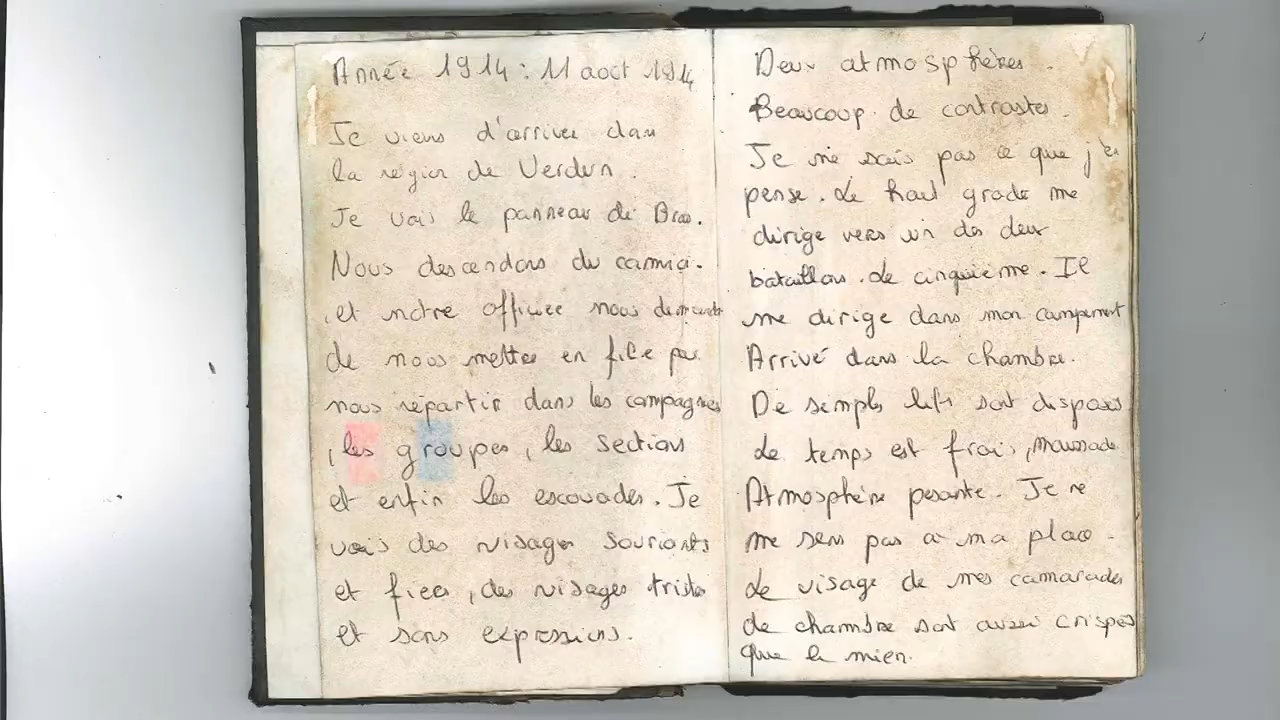 Année 1914 : 11 août 1914
Je viens d'arriver dans
la région de Verdun.
Je vois le panneau de Bras.
Nous descendons du camion.
et notre officier nous demande
de nous mettre en file pour
nous répartir dans les compagnies
, les groupes, les sections
et enfin les escouades. Je
vois des visages souriants
et fiers, des visages tristes
et sans expressions.
Deux atmosphères.
Beaucoup de contrastes.
Je ne sais pas ce que j'en
pense. Le haut grade me
dirige vers un des deux
bataillons. Le cinquième. Il
me dirige dans mon campement
Arrivé dans la chambre.
De simples lits sont disposés
Le temps est frais, maussade
Atmosphère pesante. Je ne
me sens pas à ma place.
Le visage de mes camarades
de chambre sont aussi crispés
que le mien.